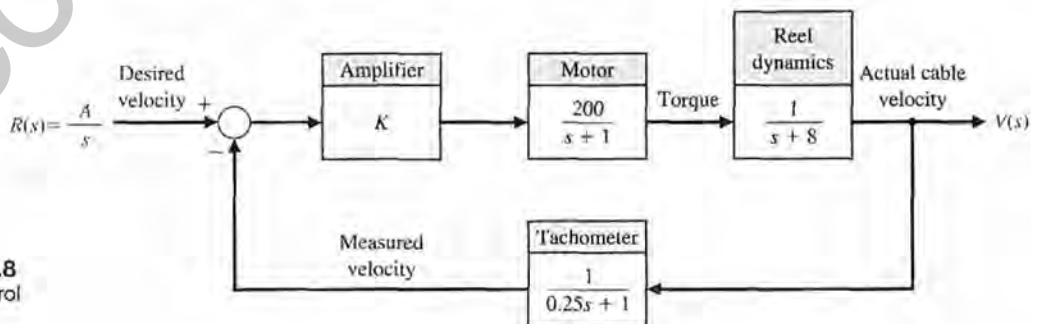 Reel
dynamics
Desired
velocity +
Amplifier
Motor
Actual cable
velocity
R(s)= A
s
K
200
s + 1
Torque
1
s + 8
V(s)
−
Measured
velocity
Tachometer
1
0.25s + 1
.8
rol